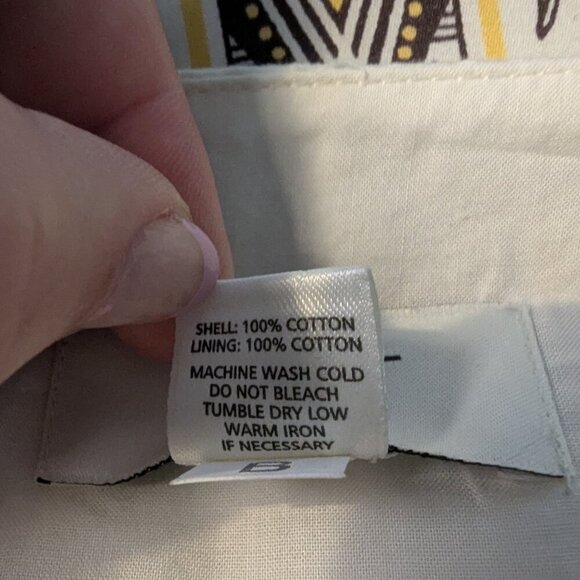 SHELL: 100% COTTON
LINING: 100% COTTON
MACHINE WASH COLD
DO NOT BLEACH
TUMBLE DRY LOW
WARM IRON
IF NECESSARY